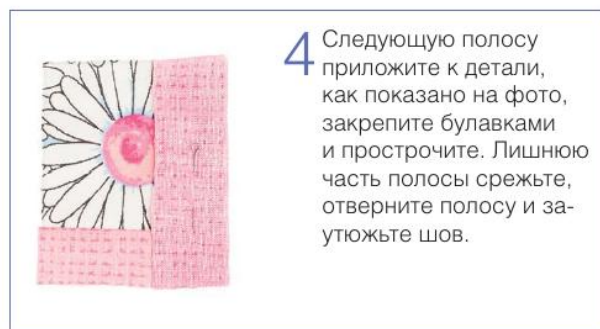 4 Следующую полосу
приложите к детали,
как показано на фото,
закрепите булавками
и прострочите. Лишнюю
часть полосы срежьте,
отверните полосу и за-
утюжьте шов.